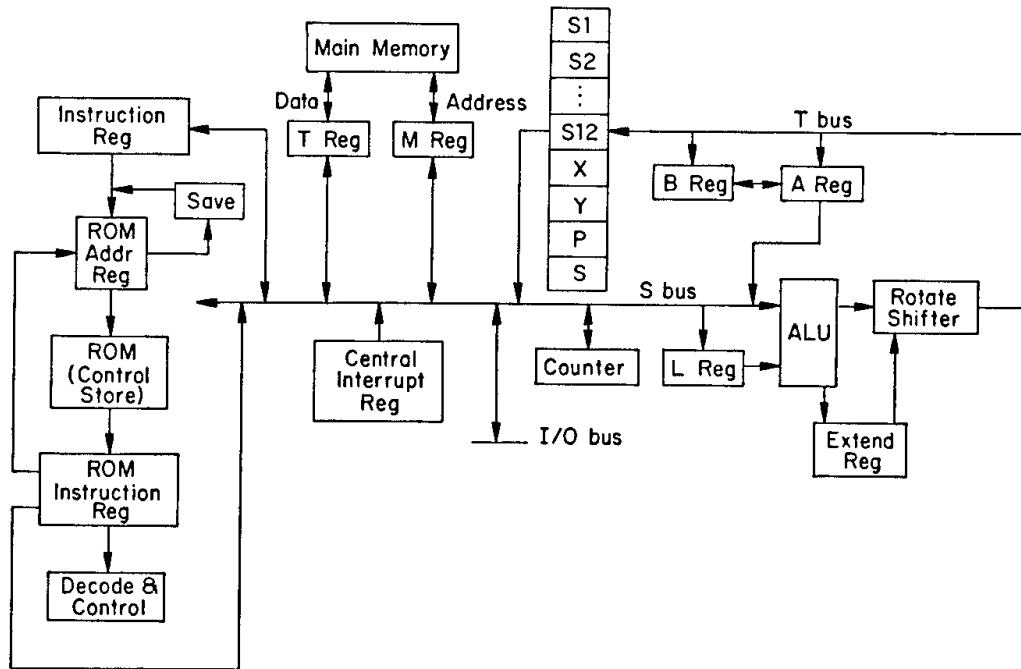 S1
S2
⋮
S12
X
Y
P
S
Main Memory
Data
Address
T Reg
M Reg
Instruction
Reg
Save
ROM
Addr
Reg
ROM
(Control
Store)
ROM
Instruction
Reg
Decode &
Control
T bus
B Reg
A Reg
S bus
Central
Interrupt
Reg
Counter
L Reg
ALU
Rotate
Shifter
Extend
Reg
I/O bus